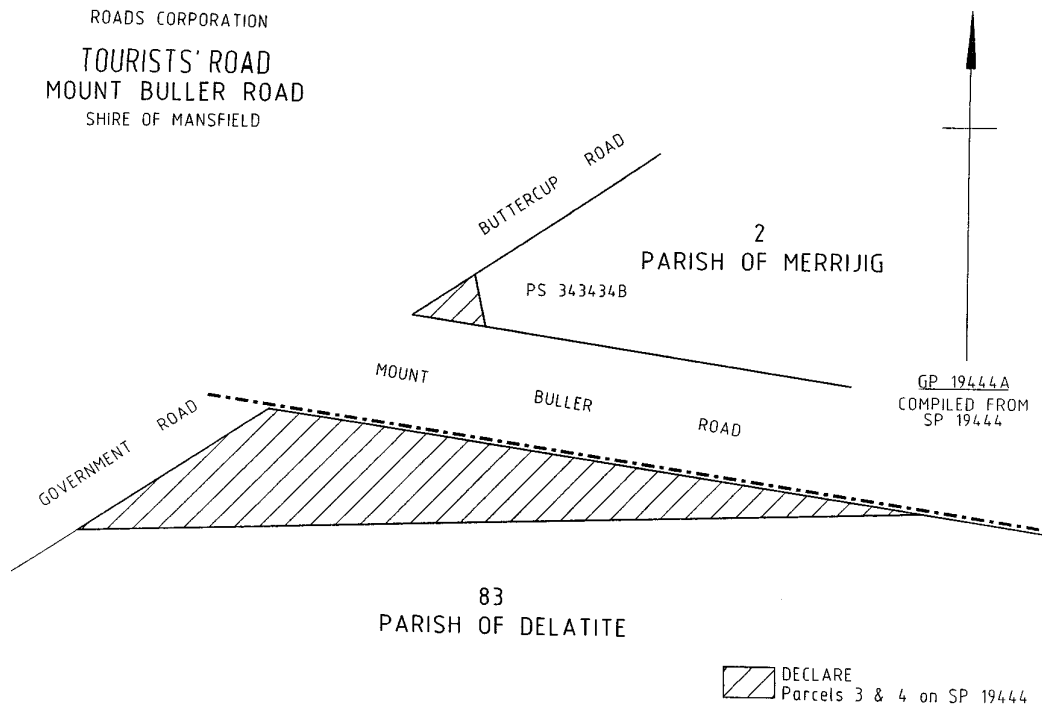 ROADS CORPORATION
TOURISTS' ROAD
MOUNT BULLER ROAD
SHIRE OF MANSFIELD
BUTTERCUP ROAD
2
PARISH OF MERRIJIG
PS 343434B
MOUNT BULLER ROAD
GP 19444A
COMPILED FROM
SP 19444
GOVERNMENT ROAD
83
PARISH OF DELATITE
DECLARE
Parcels 3 & 4 on SP 19444